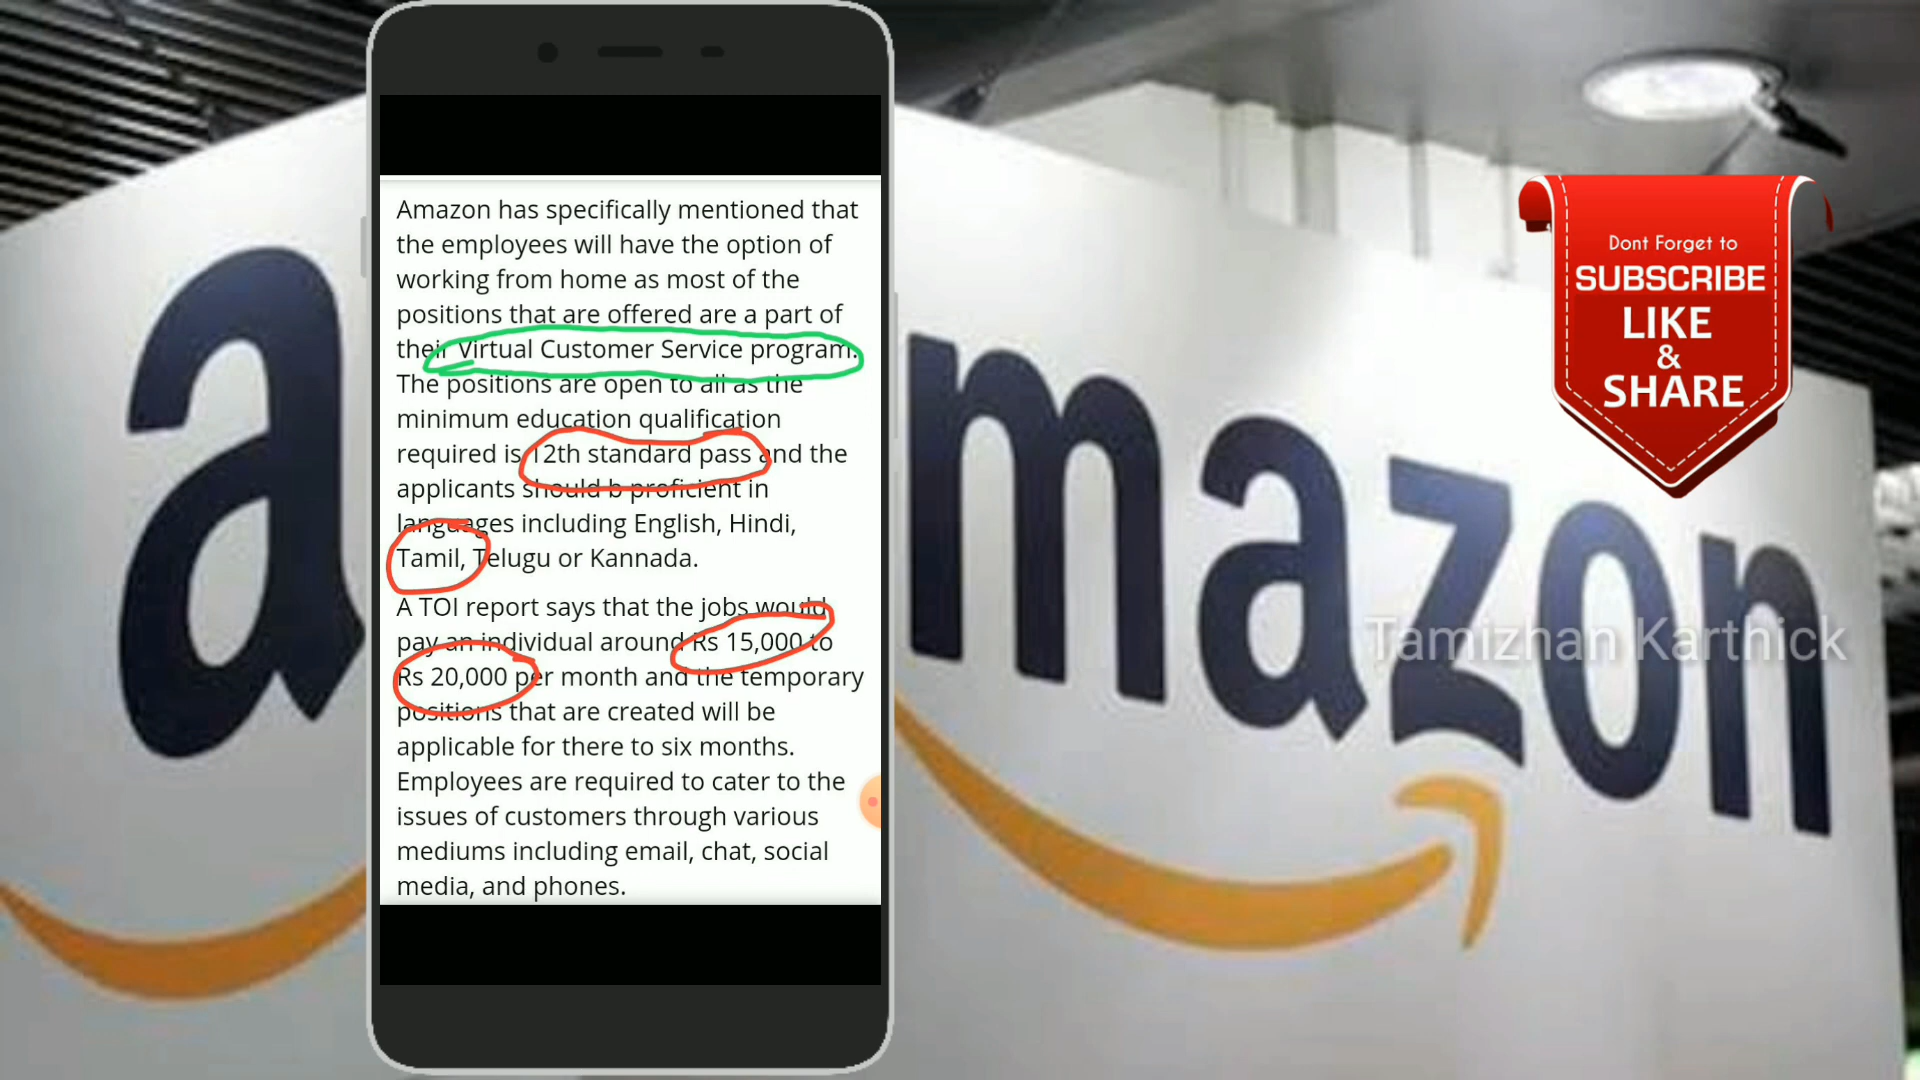 Amazon has specifically mentioned that
the employees will have the option of
working from home as most of the
positions that are offered are a part of
their Virtual Customer Service program.
The positions are open to all as the
minimum education qualification
required is 12th standard pass and the
applicants should b proficient in
languages including English, Hindi,
Tamil, Telugu or Kannada.
A TOI report says that the jobs would
pay an individual around Rs 15,000 to
Rs 20,000 per month and the temporary
positions that are created will be
applicable for there to six months.
Employees are required to cater to the
issues of customers through various
mediums including email, chat, social
media, and phones.
amazon
Dont Forget to
SUBSCRIBE
LIKE
&
SHARE
Tamizhan Karthick